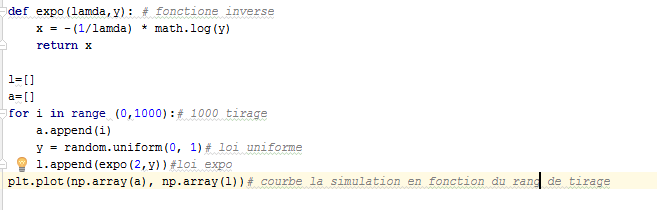 def expo(lamda,y): # fonctione inverse
x = -(1/lamda) * math.log(y)
return x
l=[]
a=[]
for i in range (0,1000):# 1000 tirage
a.append(i)
y = random.uniform(0, 1)# loi uniforme
l.append(expo(2,y))#loi expo
plt.plot(np.array(a), np.array(l))# courbe la simulation en fonction du rang de tirage